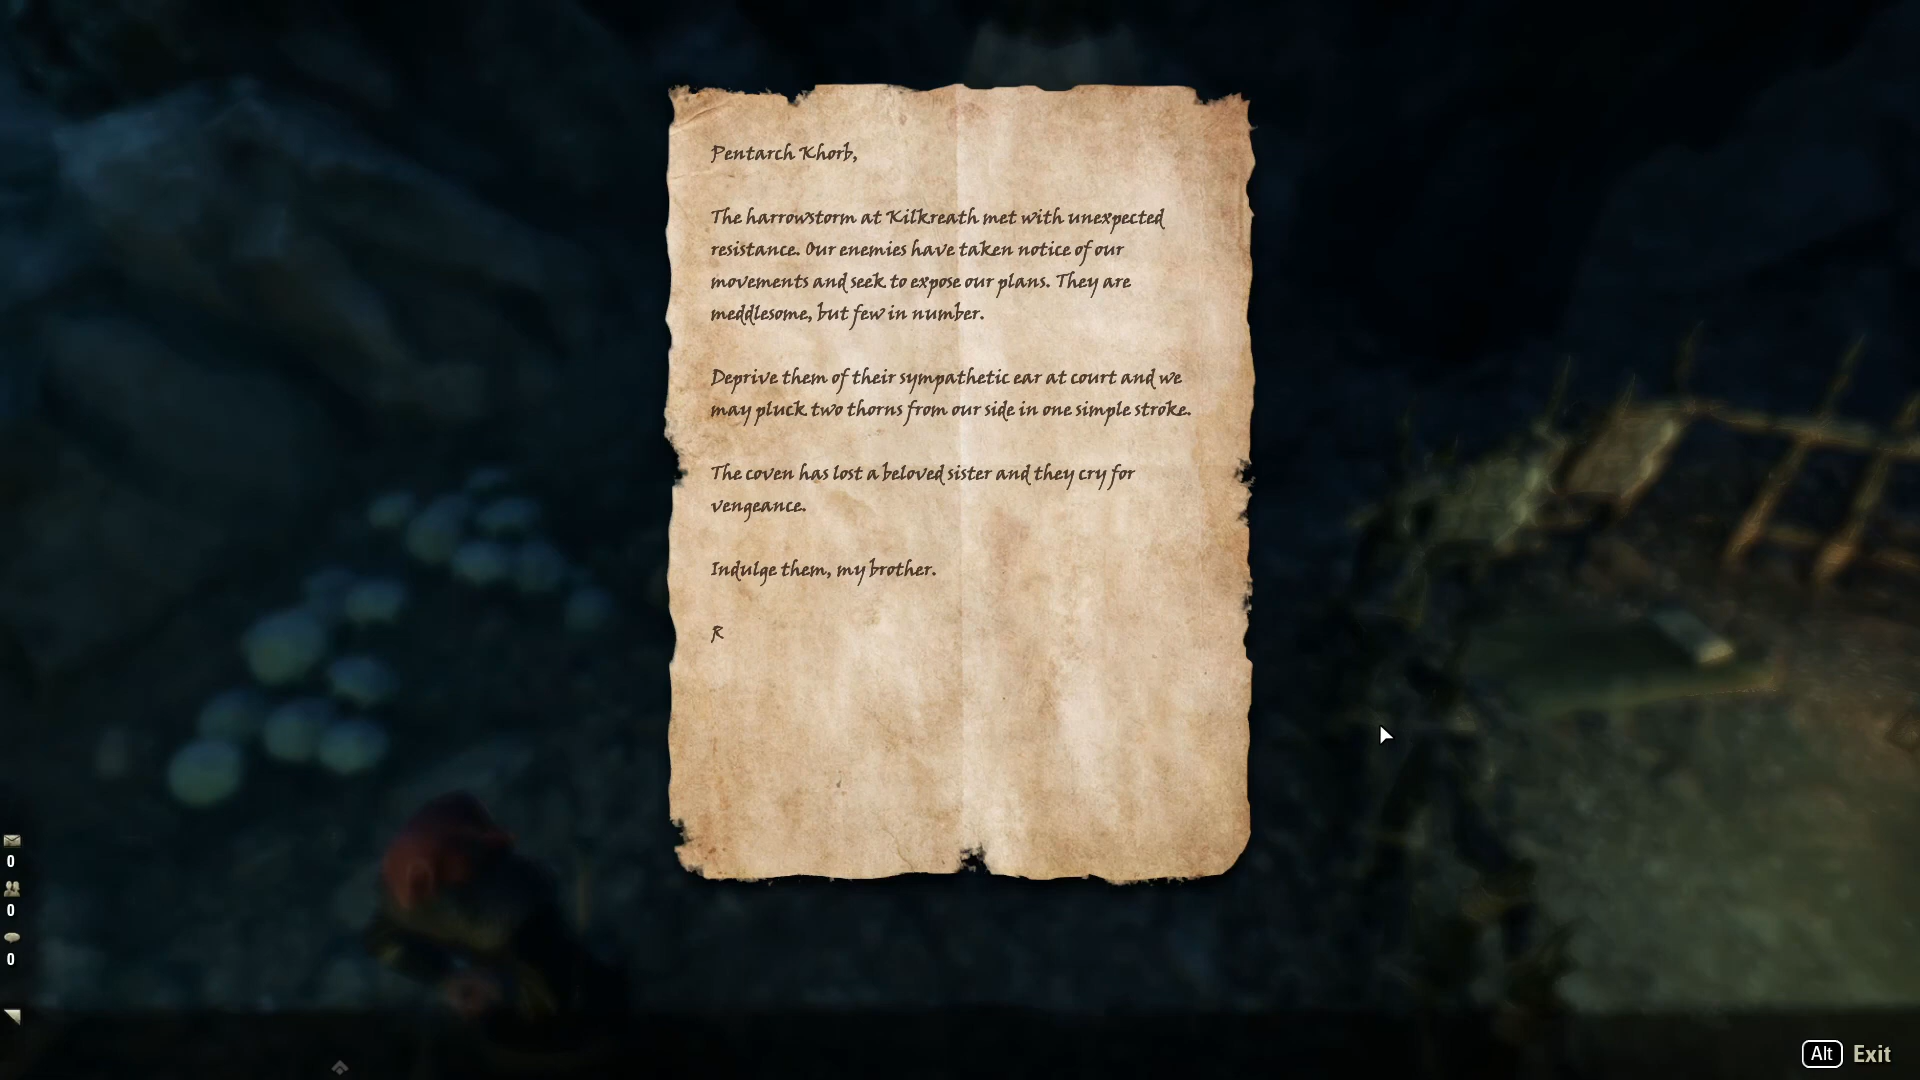 Pentarch Khorb,
The harrowstorm at Kilkreath met with unexpected
resistance. Our enemies have taken notice of our
movements and seek to expose our plans. They are
meddlesome, but few in number.
Deprive them of their sympathetic ear at court and we
may pluck two thorns from our side in one simple stroke.
The coven has lost a beloved sister and they cry for
vengeance.
Indulge them, my brother.
R
0
0
0
Alt Exit